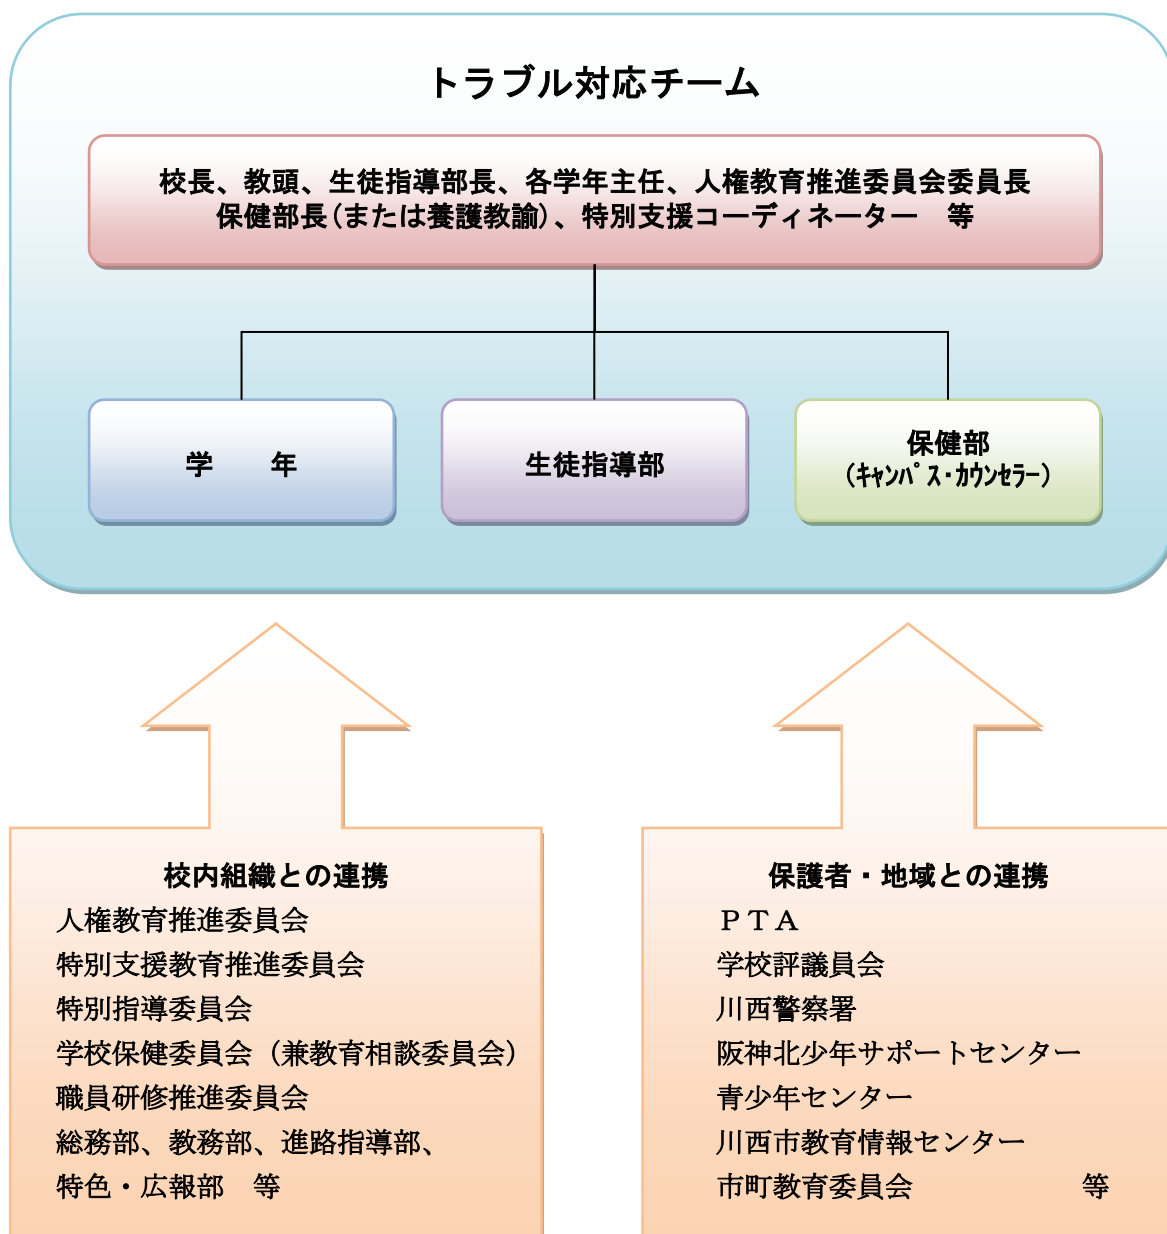 トラブル対応チーム
校長、教頭、生徒指導部長、各学年主任、人権教育推進委員会委員長
保健部長(または養護教諭)、特別支援コーディネーター　等
学　　年
生徒指導部
保健部
（ｷｬﾝﾊﾟｽ・ｶｳﾝｾﾗｰ）
校内組織との連携
人権教育推進委員会
特別支援教育推進委員会
特別指導委員会
学校保健委員会（兼教育相談委員会）
職員研修推進委員会
総務部、教務部、進路指導部、
特色・広報部　等
保護者・地域との連携
ＰＴＡ
学校評議員会
川西警察署
阪神北少年サポートセンター
青少年センター
川西市教育情報センター
市町教育委員会　　　　　　等